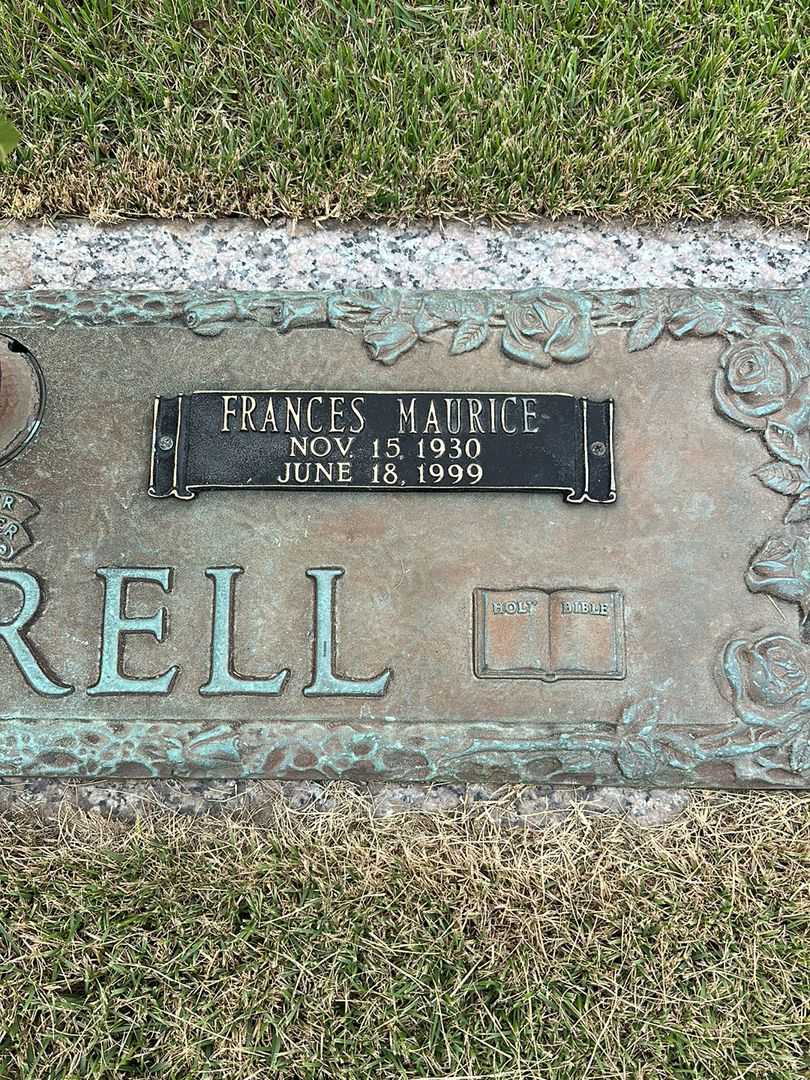 FRANCES MAURICE
NOV. 15, 1930
JUNE 18, 1999
RELL
HOLY BIBLE